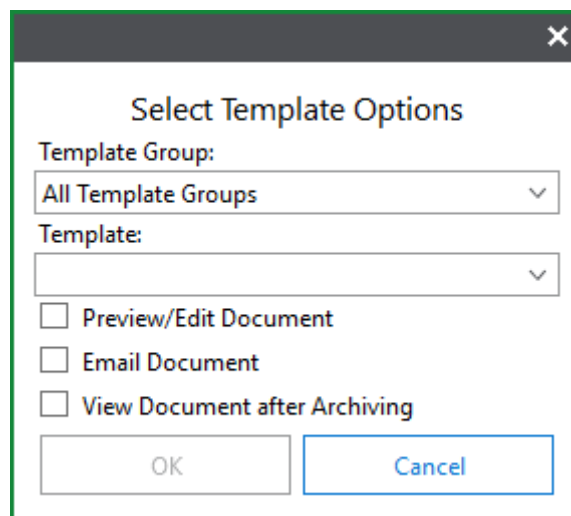 Select Template Options
Template Group:
All Template Groups
Template:
Preview/Edit Document
Email Document
View Document after Archiving
OK
Cancel